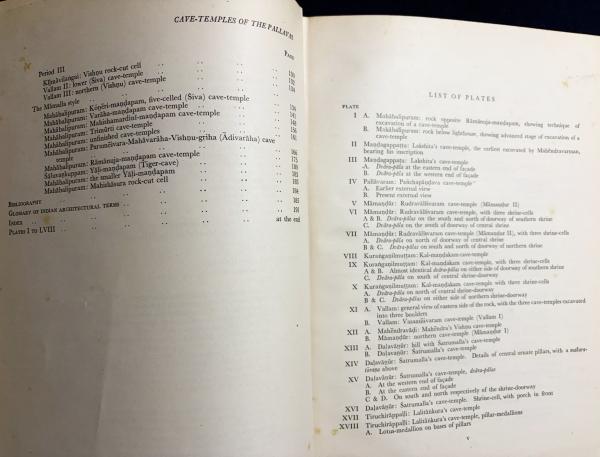 CAVE-TEMPLES OF THE PALLAVAS
PAGE
Period III
Kīḻmāvilangai: Vishṇu rock-cut cell
Vallam II: lower (Śiva) cave-temple
Vallam III: northern (Vishṇu) cave-temple
The Māmalla style
Mahābalipuram: Kōnēri-maṇḍapam, five-celled (Śiva) cave-temple
Mahābalipuram: Varāha-maṇḍapam cave-temple
Mahābalipuram: Mahishamardinī-maṇḍapam cave-temple
Mahābalipuram: Trimūrti cave-temple
Mahābalipuram: unfinished cave-temples
Mahābalipuram: Paramēśvara-Mahāvarāha-Vishṇu-gṛiha (Ādivarāha) cave
temple
Mahābalipuram: Rāmānuja-maṇḍapam cave-temple
Śāluvaṉkuppam: Yāḷi-maṇḍapam (Tiger-cave)
Mahābalipuram: the smaller Yāḷi-maṇḍapam
Mahābalipuram: Mahishāsura rock-cut cell
BIBLIOGRAPHY
GLOSSARY OF INDIAN ARCHITECTURAL TERMS
INDEX
PLATES I TO LVIII at the end
LIST OF PLATES
PLATE
I A. Mahābalipuram: rock opposite Rāmānuja-maṇḍapam, showing technique of
excavation of a cave-temple
B. Mahābalipuram: rock below lighthouse, showing advanced stage of excavation of a
cave-temple
II Maṇḍagappaṭṭu: Lakshita's cave-temple, the earliest excavated by Mahēndravarman,
bearing his inscription
III Maṇḍagappaṭṭu: Lakshita's cave-temple
A. Dvāra-pāla at the eastern end of façade
B. Dvāra-pāla at the western end of façade
IV Pallāvaram: Pañchapāṇḍava cave-temple
A. Earlier external view
B. Present external view
V Māmaṇḍūr: Rudravālīśvaram cave-temple (Māmaṇḍur II)
VI Māmaṇḍūr: Rudravālīśvaram cave-temple (Māmaṇḍur II), with three shrine-cells
A & B. Dvāra-pālas on the south and north of doorway of southern shrine
C. Dvāra-pāla on the south of doorway of central shrine
VII Māmaṇḍūr: Rudravālīśvaram cave-temple (Māmaṇḍur II), with three shrine-cells
A. Dvāra-pāla on north of doorway of central shrine
B & C. Dvāra-pālas on south and north of doorway of northern shrine
VIII Kuraṅgaṇilmuṭṭam: Kal-maṇḍakam cave-temple
IX Kuraṅgaṇilmuṭṭam: Kal-maṇḍakam cave-temple, with three shrine-cells
A & B. Almost identical dvāra-pālas on either side of doorway of southern shrine
C. Dvāra-pāla on south of central shrine-doorway
X Kuraṅgaṇilmuṭṭam: Kal-maṇḍakam cave-temple with three shrine-cells
A. Dvāra-pāla on north of central shrine-doorway
B & C. Dvāra-pālas on either side of northern shrine-doorway
XI A. Vallam: general view of eastern side of the rock, with the three cave-temples excavated
into three boulders
B. Vallam: Vasantīśvaram cave-temple (Vallam I)
XII A. Mahēndravāḍi: Mahēndra's Vishṇu cave-temple
B. Māmaṇḍūr: northern cave-temple (Māmaṇḍur I)
XIII A. Daḷavāṉūr: hill with Śatrumalla's cave-temple
B. Daḷavāṉūr: Śatrumalla's cave-temple
XIV Daḷavāṉūr: Śatrumalla's cave-temple. Details of central ornate pillars, with a makara-
tōraṇa above
XV Daḷavāṉūr: Śatrumalla's cave-temple, dvāra-pālas
A. At the western end of façade
B. At the eastern end of façade
C & D. On south and north respectively of the shrine-doorway
XVI Daḷavāṉūr: Śatrumalla's cave-temple. Shrine-cell, with porch in front
XVII Tiruchirāppaḷḷi: Lalitāṅkura's cave-temple
XVIII Tiruchirāppaḷḷi: Lalitāṅkura's cave-temple, pillar-medallions
A. Lotus-medallion on bases of pillars
v